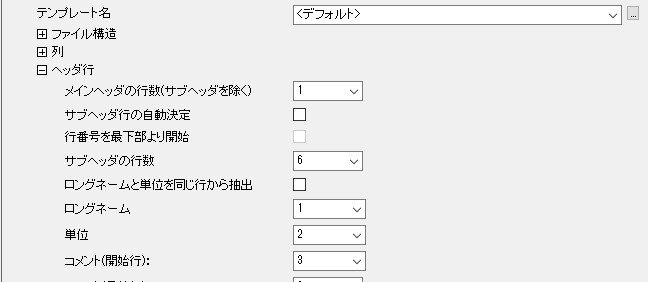 テンプレート名 <デフォルト> ...
ファイル構造
列
ヘッダ行
メインヘッダの行数(サブヘッダを除く) 1
サブヘッダ行の自動決定
行番号を最下部より開始
サブヘッダの行数 6
ロングネームと単位を同じ行から抽出
ロングネーム 1
単位 2
コメント(開始行): 3